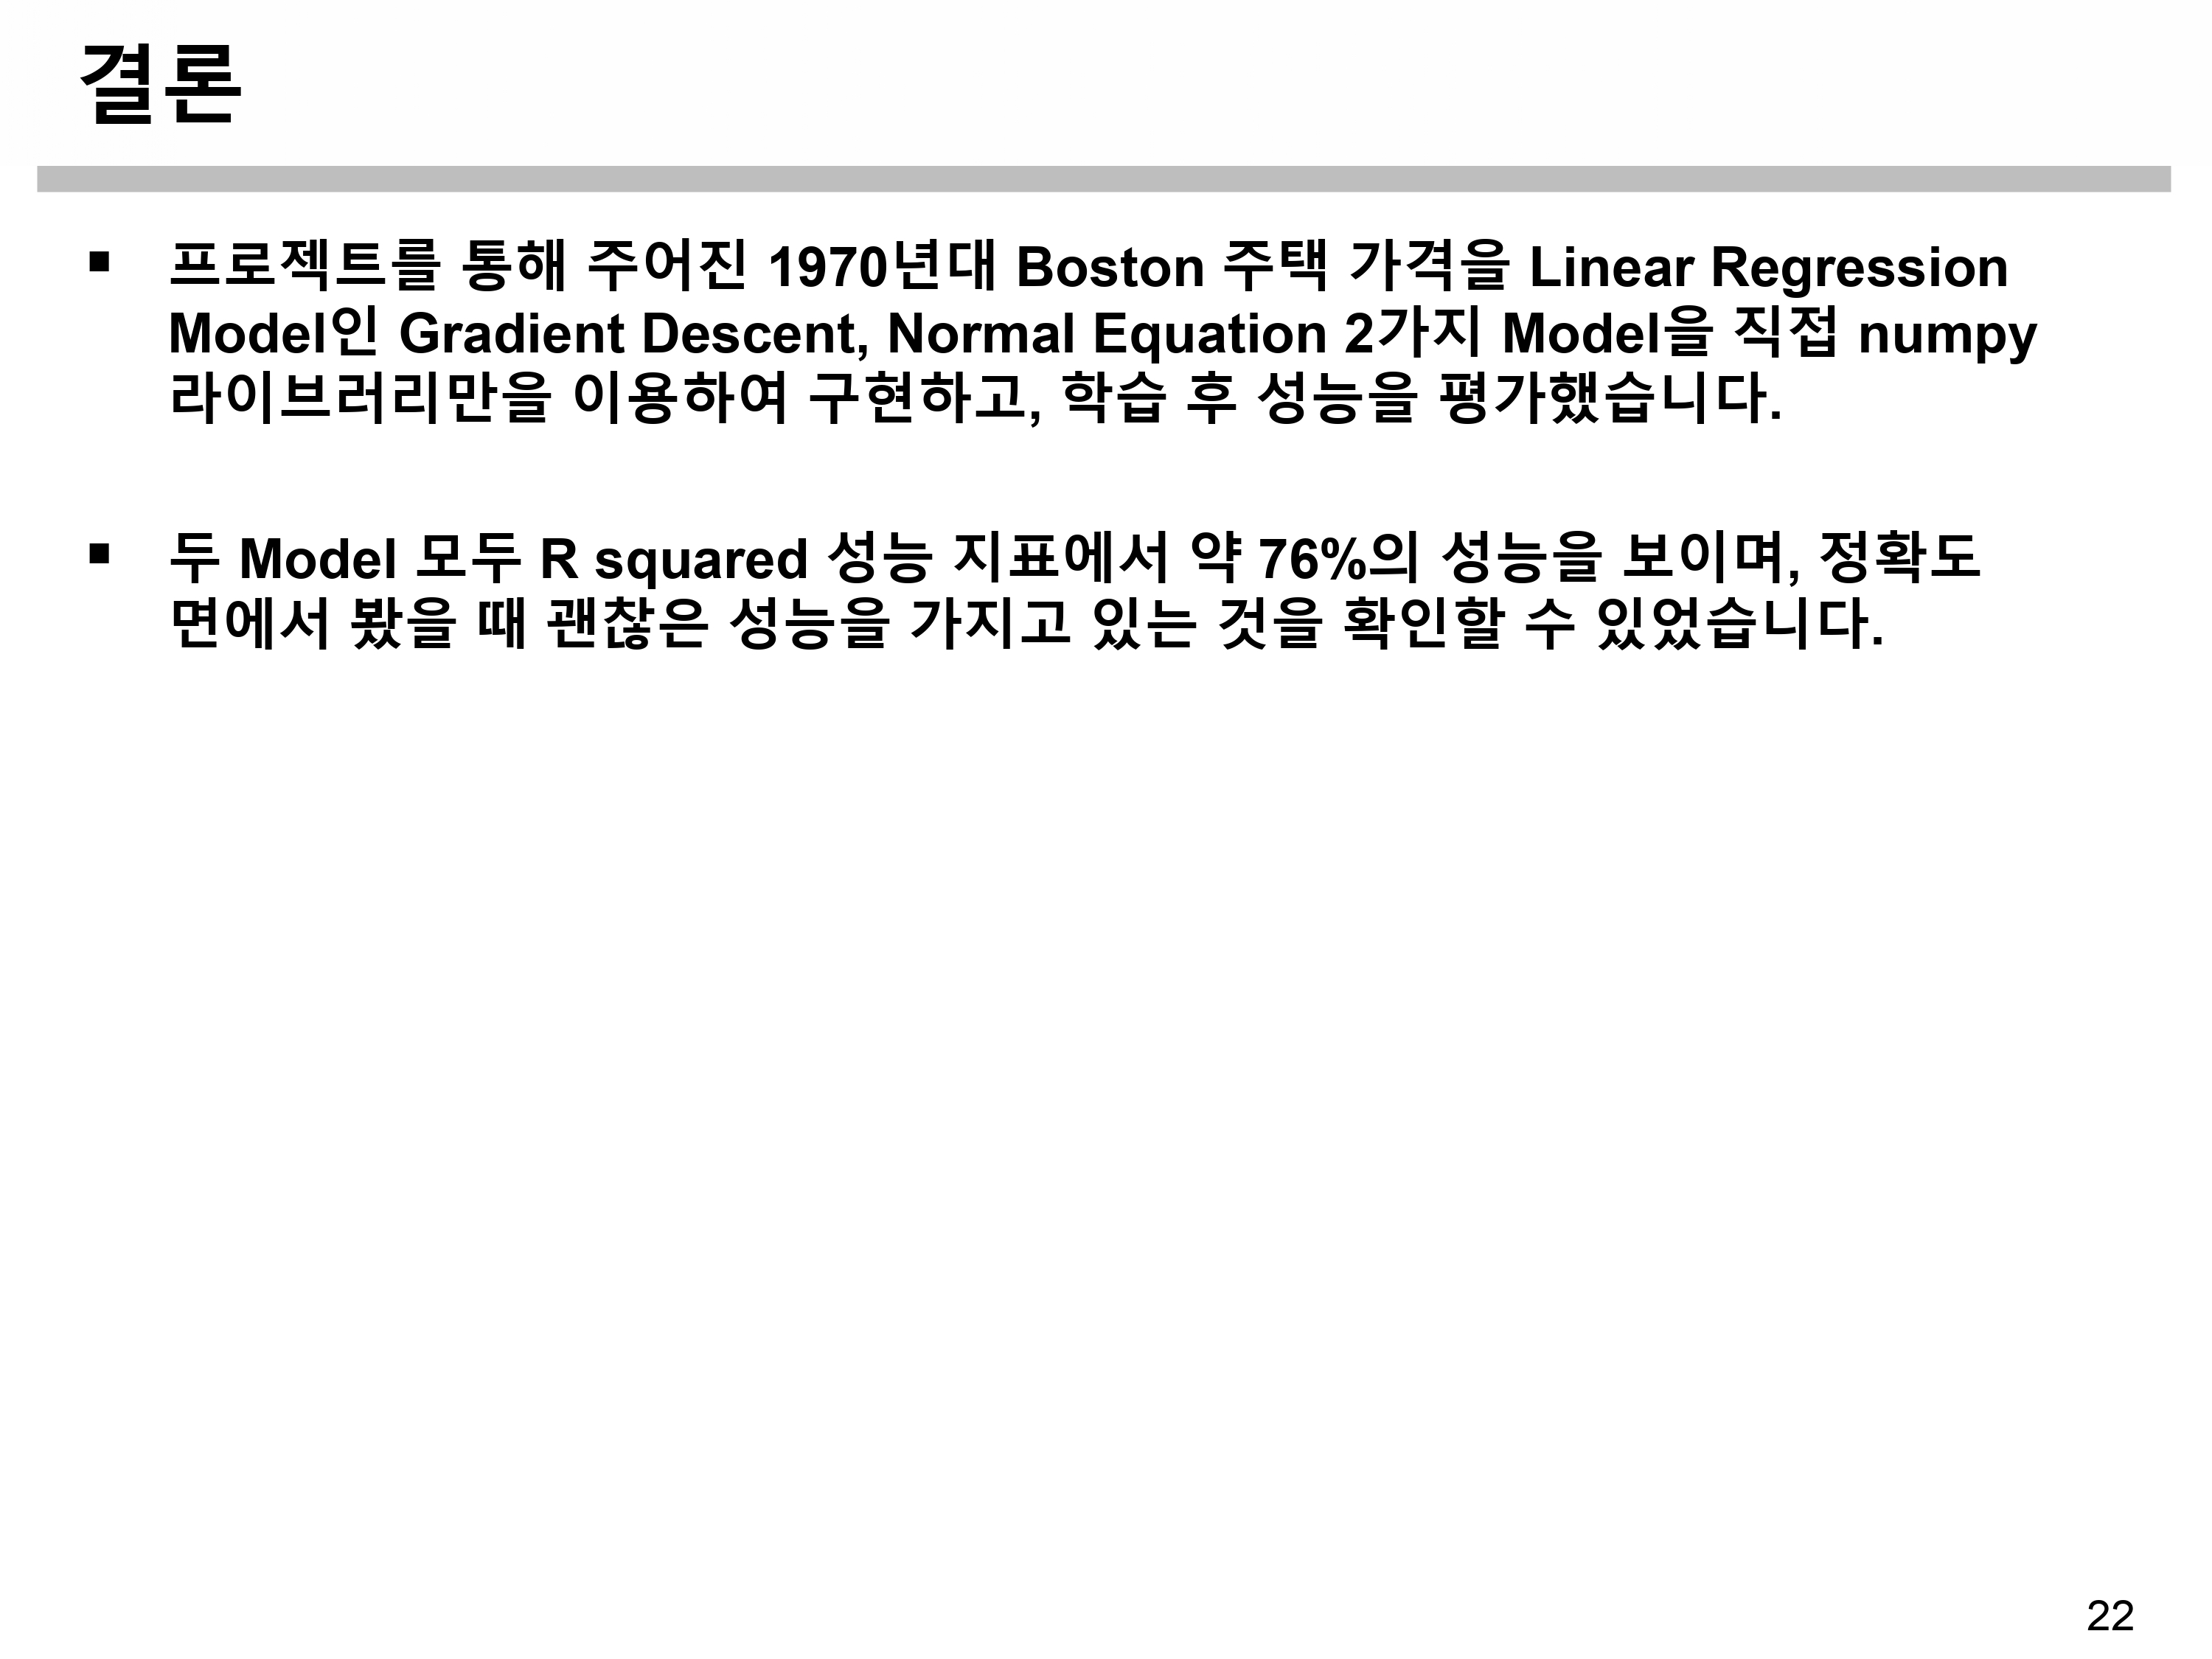 결론
▪ 프로젝트를 통해 주어진 1970년대 Boston 주택 가격을 Linear Regression
Model인 Gradient Descent, Normal Equation 2가지 Model을 직접 numpy
라이브러리만을 이용하여 구현하고, 학습 후 성능을 평가했습니다.
▪ 두 Model 모두 R squared 성능 지표에서 약 76%의 성능을 보이며, 정확도
면에서 봤을 때 괜찮은 성능을 가지고 있는 것을 확인할 수 있었습니다.
22